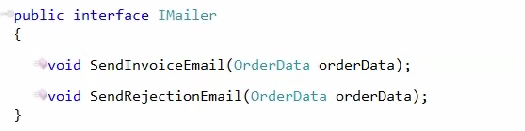 public interface IMailer
{
void SendInvoiceEmail(OrderData orderData);
void SendRejectionEmail(OrderData orderData);
}